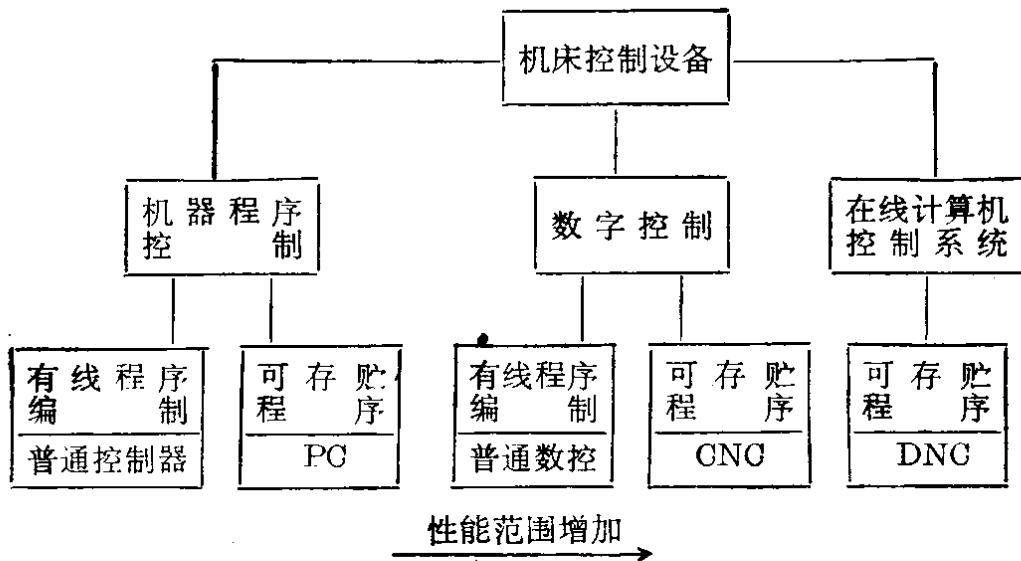 机床控制设备
机器程序
控制
数字控制
在线计算机
控制系统
有线程序
编制
普通控制器
可存贮
程序
PC
有线程序
编制
普通数控
可存贮
程序
CNC
可存贮
程序
DNC
性能范围增加